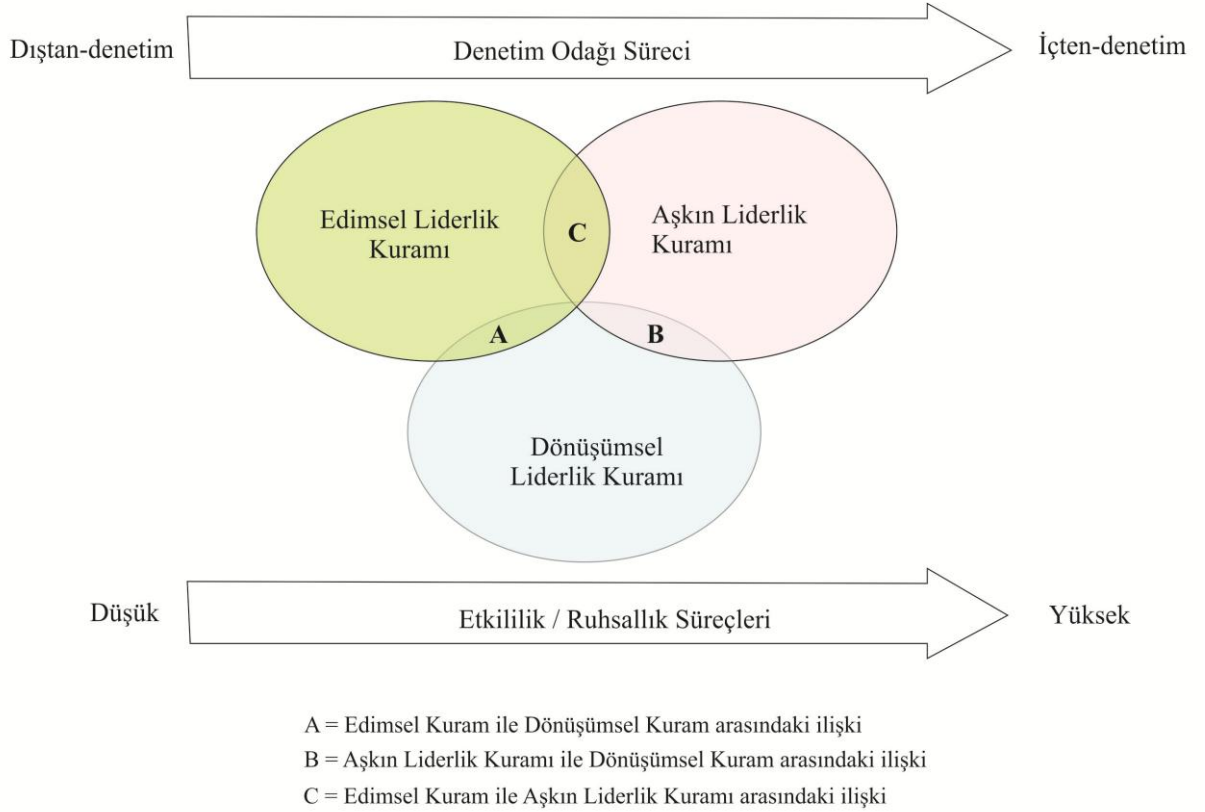 Dıştan-denetim
Denetim Odağı Süreci
İçten-denetim
Edimsel Liderlik
Kuramı
C
Aşkın Liderlik
Kuramı
A
B
Dönüşümsel
Liderlik Kuramı
Düşük
Etkililik / Ruhsallık Süreçleri
Yüksek
A = Edimsel Kuram ile Dönüşümsel Kuram arasındaki ilişki
B = Aşkın Liderlik Kuramı ile Dönüşümsel Kuram arasındaki ilişki
C = Edimsel Kuram ile Aşkın Liderlik Kuramı arasındaki ilişki